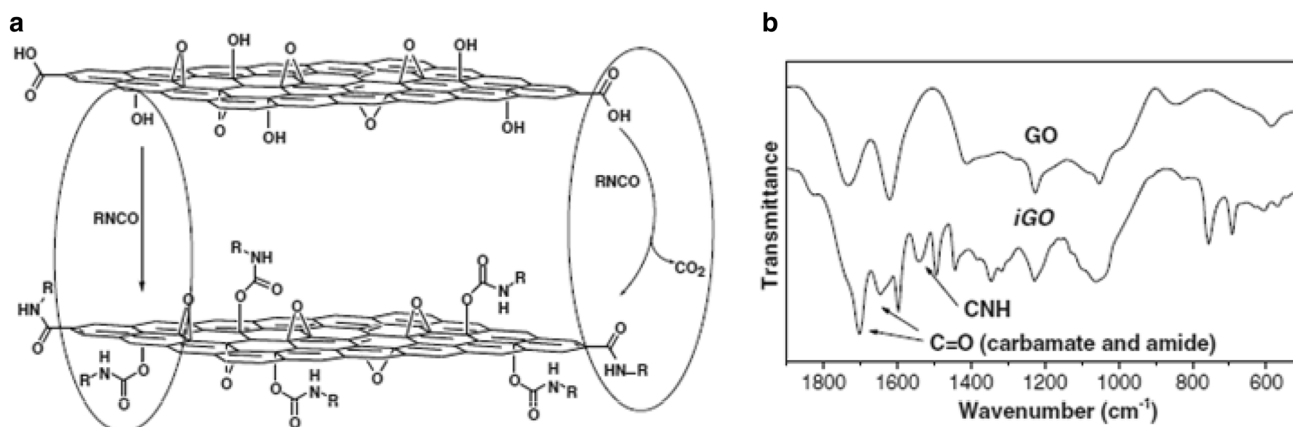 a
O
OH
O
O
OH
HO
O
O
OH
OH
O
OH
O
OH
RNCO
RNCO
CO2
R
NH
O
O
O
N
H
R
O
R
HN
O
O
O
O
O
R
N
H
O
O
O
O
O
N
H
R
O
O
O
N
H
R
O
HN
R
b
GO
iGO
CNH
C=O (carbamate and amide)
Transmittance
1800 1600 1400 1200 1000 800 600
Wavenumber (cm-1)